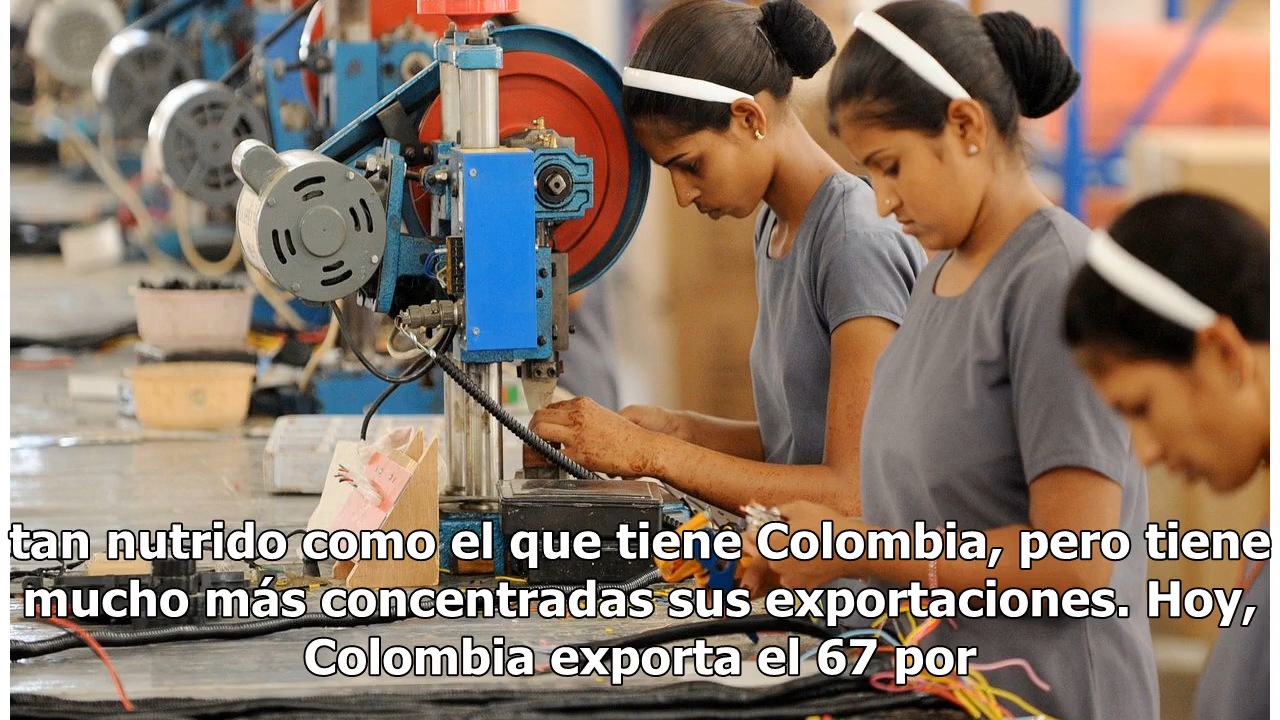 tan nutrido como el que tiene Colombia, pero tiene
mucho más concentradas sus exportaciones. Hoy,
Colombia exporta el 67 por